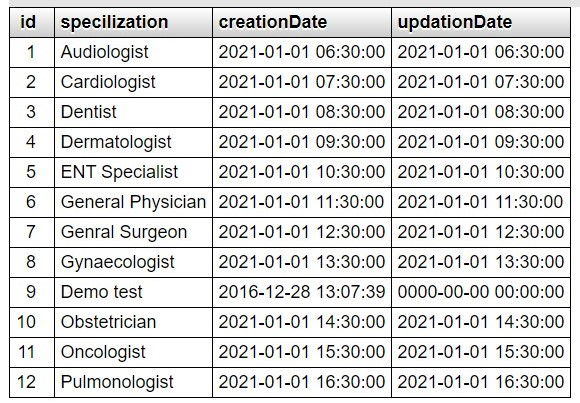 id specilization creationDate updationDate
1 Audiologist 2021-01-01 06:30:00 2021-01-01 06:30:00
2 Cardiologist 2021-01-01 07:30:00 2021-01-01 07:30:00
3 Dentist 2021-01-01 08:30:00 2021-01-01 08:30:00
4 Dermatologist 2021-01-01 09:30:00 2021-01-01 09:30:00
5 ENT Specialist 2021-01-01 10:30:00 2021-01-01 10:30:00
6 General Physician 2021-01-01 11:30:00 2021-01-01 11:30:00
7 Genral Surgeon 2021-01-01 12:30:00 2021-01-01 12:30:00
8 Gynaecologist 2021-01-01 13:30:00 2021-01-01 13:30:00
9 Demo test 2016-12-28 13:07:39 0000-00-00 00:00:00
10 Obstetrician 2021-01-01 14:30:00 2021-01-01 14:30:00
11 Oncologist 2021-01-01 15:30:00 2021-01-01 15:30:00
12 Pulmonologist 2021-01-01 16:30:00 2021-01-01 16:30:00